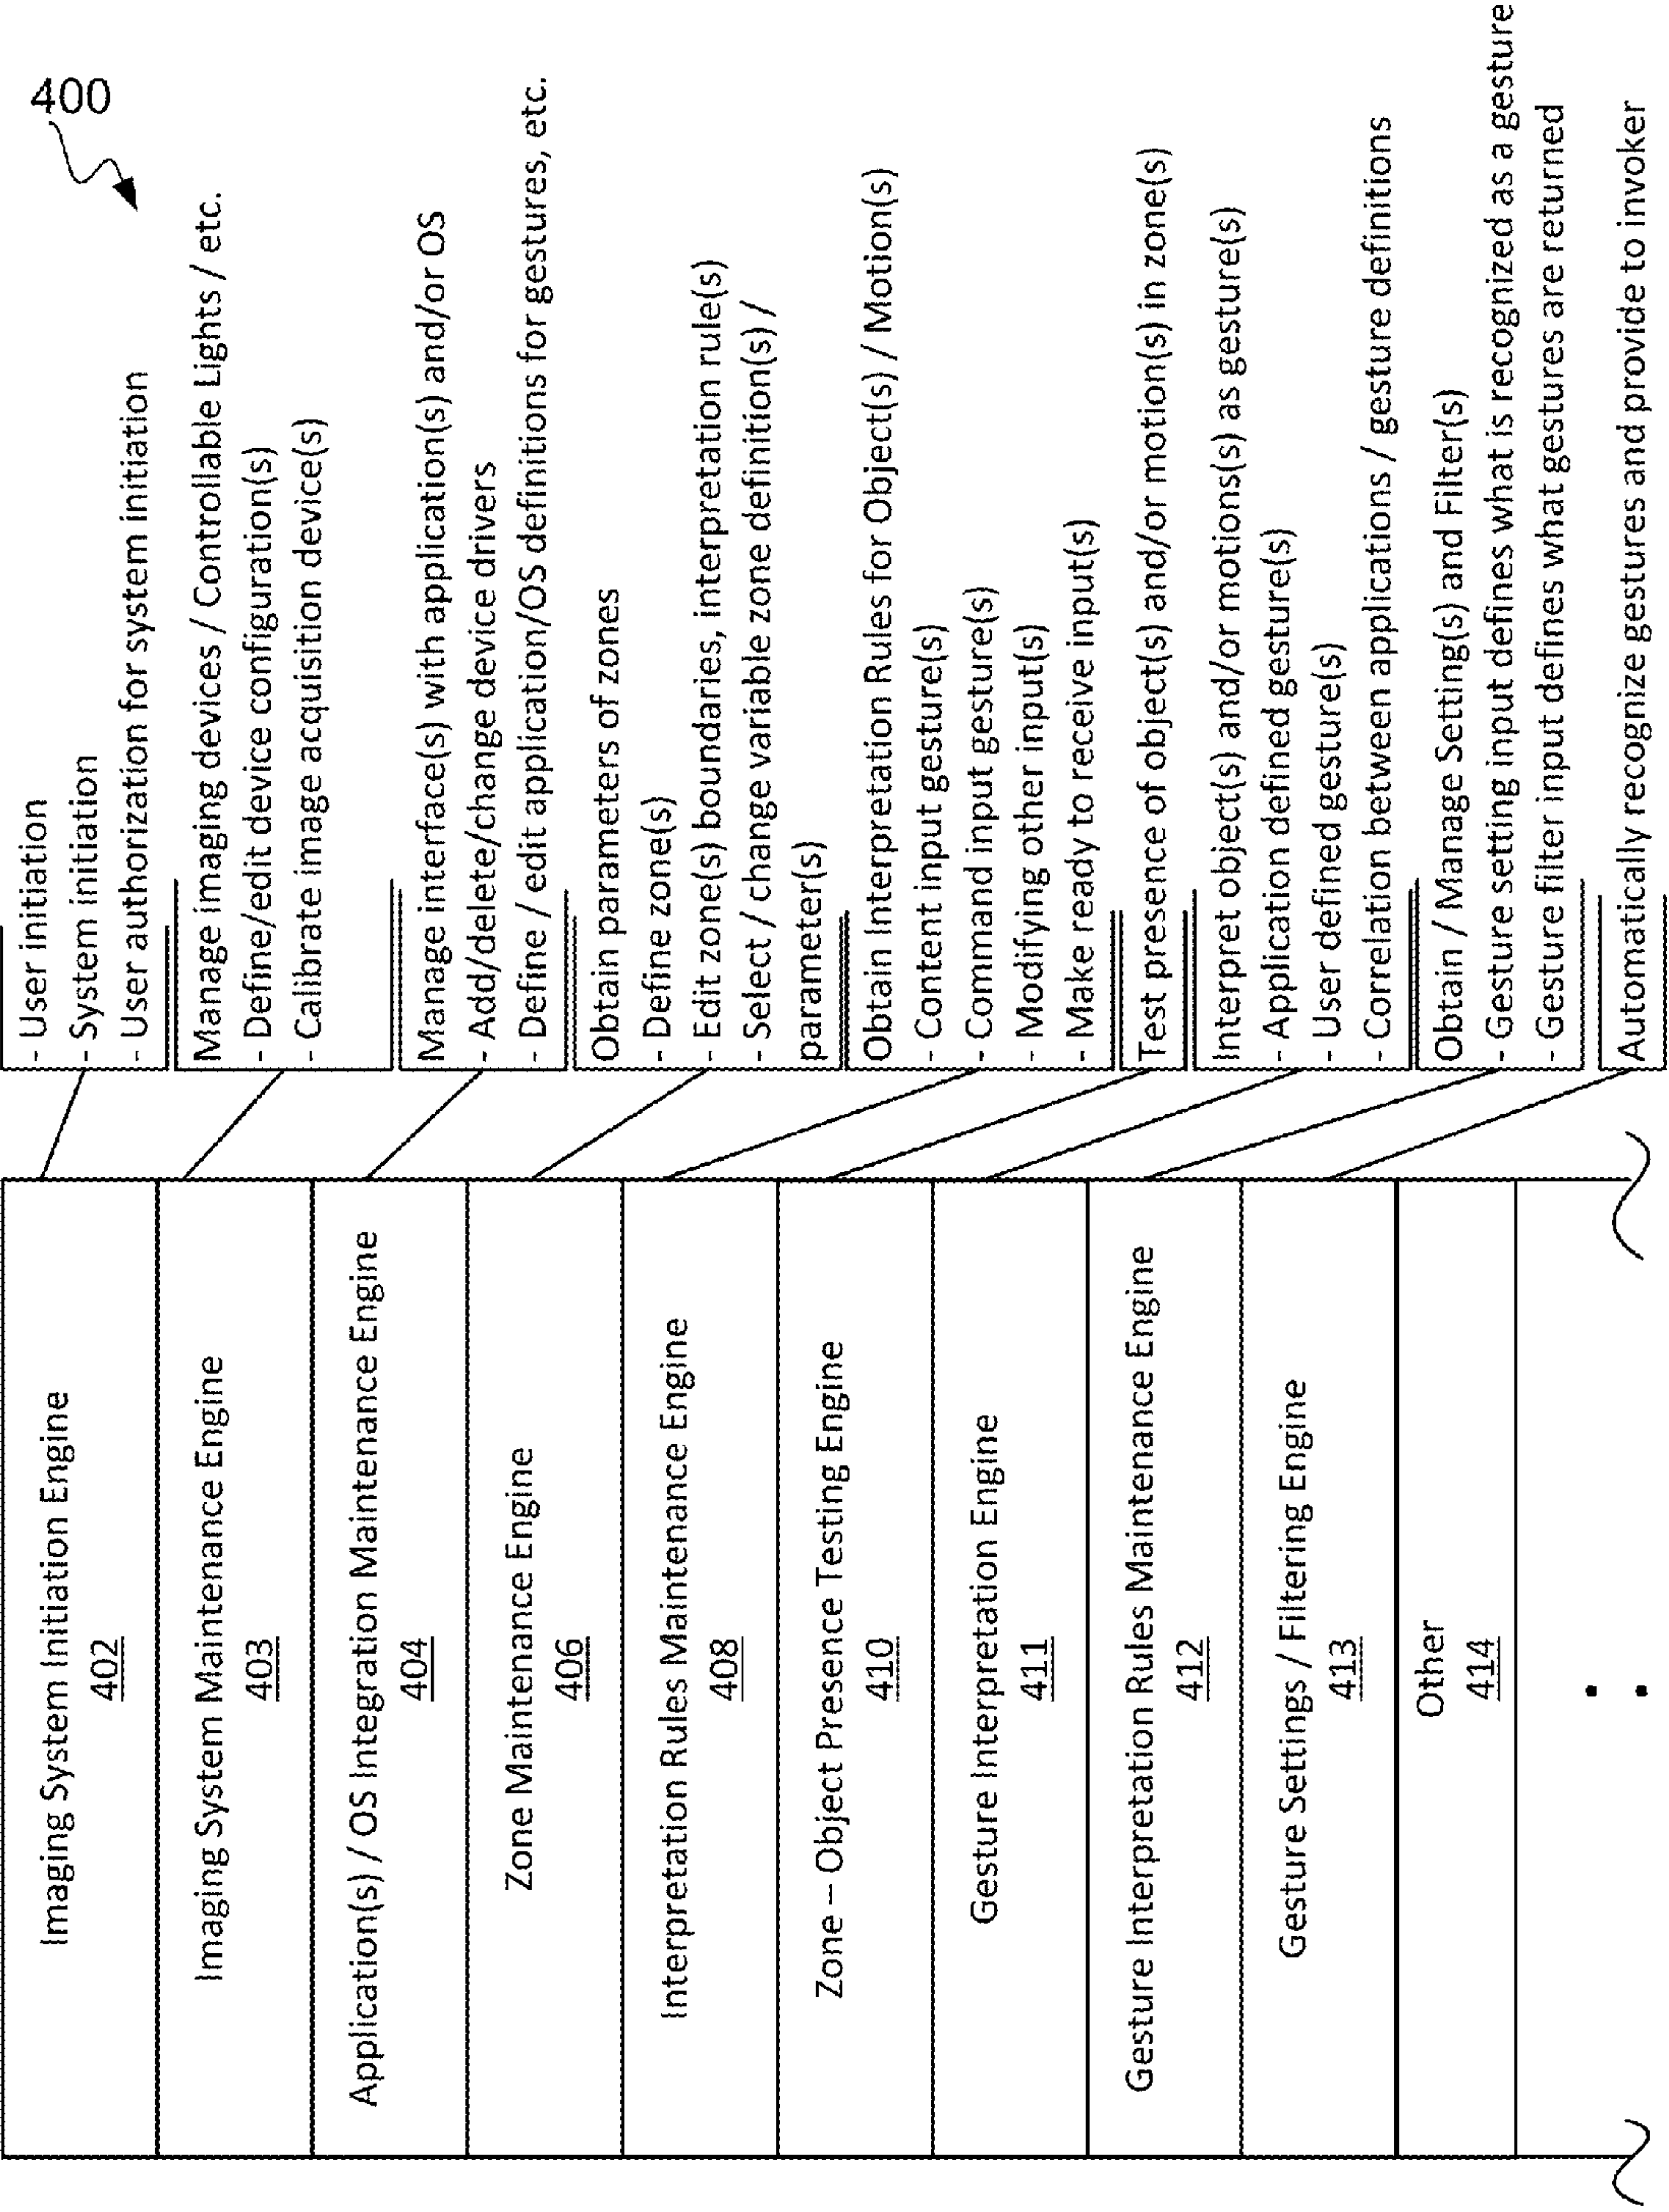 400
Imaging System Initiation Engine
402
- User initiation
- System initiation
- User authorization for system initiation
Imaging System Maintenance Engine
403
Manage imaging devices / Controllable Lights / etc.
- Define/edit device configuration(s)
- Calibrate image acquisition device(s)
Application(s) / OS Integration Maintenance Engine
404
Manage interface(s) with application(s) and/or OS
- Add/delete/change device drivers
- Define / edit application/OS definitions for gestures, etc.
Zone Maintenance Engine
406
Obtain parameters of zones
- Define zone(s)
- Edit zone(s) boundaries, interpretation rule(s)
- Select / change variable zone definition(s) /
parameter(s)
Interpretation Rules Maintenance Engine
408
Obtain Interpretation Rules for Object(s) / Motion(s)
- Content input gesture(s)
- Command input gesture(s)
- Modifying other input(s)
- Make ready to receive input(s)
Zone – Object Presence Testing Engine
410
Test presence of object(s) and/or motion(s) in zone(s)
Gesture Interpretation Engine
411
Interpret object(s) and/or motions(s) as gesture(s)
- Application defined gesture(s)
- User defined gesture(s)
- Correlation between applications / gesture definitions
Gesture Interpretation Rules Maintenance Engine
412
Obtain / Manage Setting(s) and Filter(s)
- Gesture setting input defines what is recognized as a gesture
- Gesture filter input defines what gestures are returned
Gesture Settings / Filtering Engine
413
Automatically recognize gestures and provide to invoker
Other
414